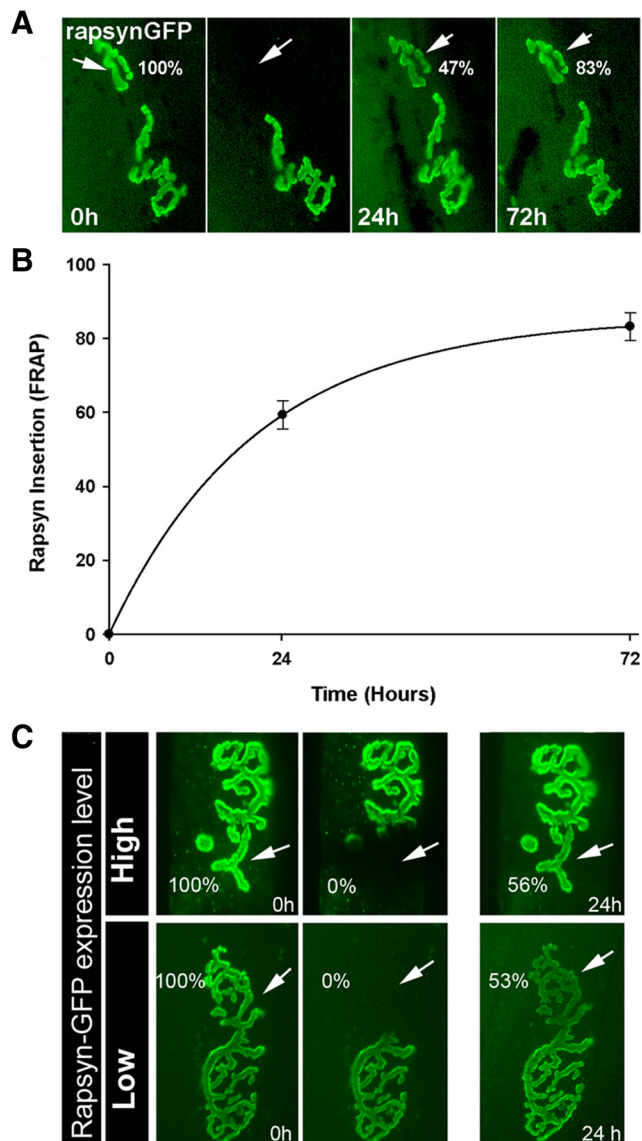 A
rapsynGFP
100%
47%
83%
0h
24h
72h
B
100
80
60
40
20
0
Rapsyn Insertion (FRAP)
0
24
72
Time (Hours)
C
Rapsyn-GFP expression level
High
100%
0h
0%
56%
24h
Low
100%
0h
0%
53%
24 h